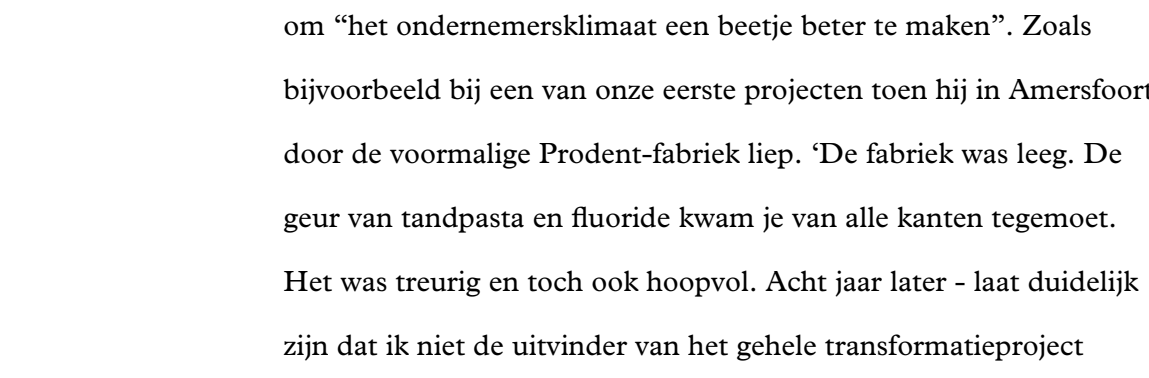 om “het ondernemersklimaat een beetje beter te maken”. Zoals
bijvoorbeeld bij een van onze eerste projecten toen hij in Amersfoort
door de voormalige Prodent-fabriek liep. ‘De fabriek was leeg. De
geur van tandpasta en fluoride kwam je van alle kanten tegemoet.
Het was treurig en toch ook hoopvol. Acht jaar later - laat duidelijk
zijn dat ik niet de uitvinder van het gehele transformatieproject